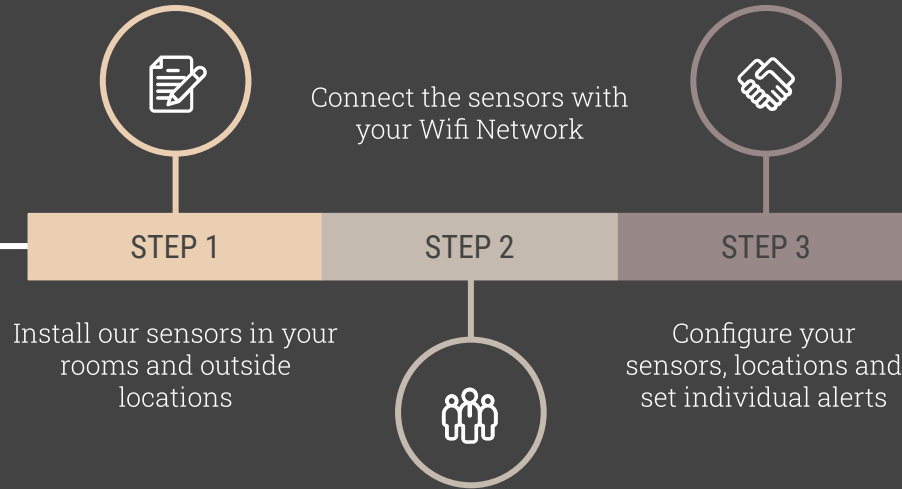 Connect the sensors with
your Wifi Network
STEP 1
STEP 2
STEP 3
Install our sensors in your
rooms and outside
locations
Configure your
sensors, locations and
set individual alerts